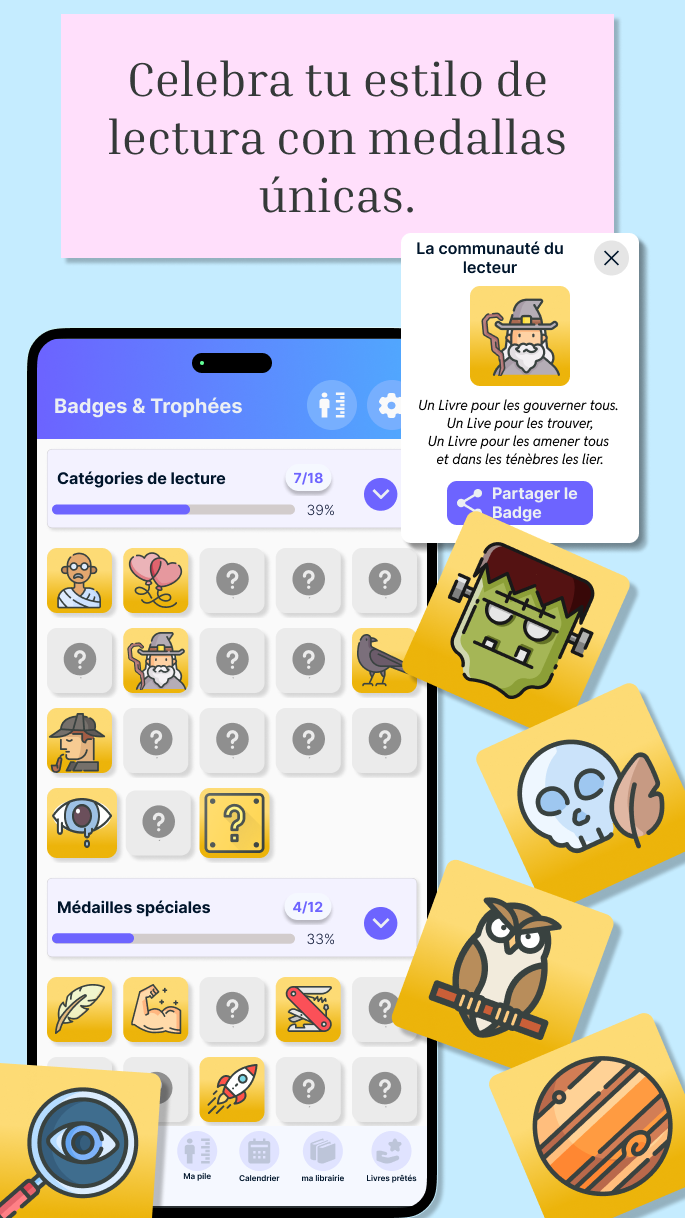 Celebra tu estilo de
lectura con medallas
únicas.
La communauté du
lecteur
Un Livre pour les gouverner tous.
Un Live pour les trouver,
Un Livre pour les amener tous
et dans les ténèbres les lier.
Partager le
Badge
Badges & Trophées
Catégories de lecture
7/18
39%
Médailles spéciales
4/12
33%
Ma pile
Calendrier
ma librairie
Livres prêtés